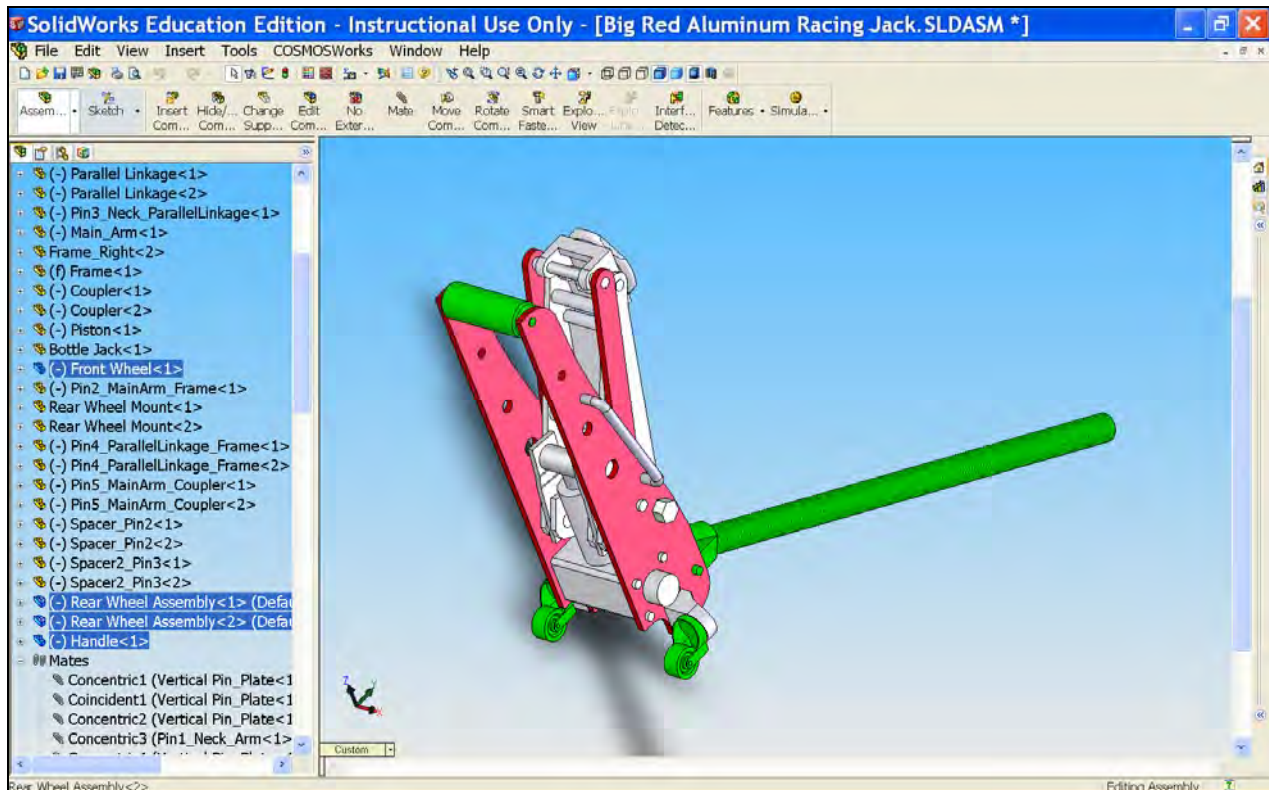 SolidWorks Education Edition - Instructional Use Only - [Big Red Aluminum Racing Jack.SLDASM *]
File Edit View Insert Tools COSMOSWorks Window Help
Assem... Sketch Insert Com... Hide/... Com... Change Supp... Edit Com... No Exter... Mate Move Com... Rotate Com... Smart Faste... Explo... View Interf... Detec... Features Simula...
(-) Parallel Linkage<1>
(-) Parallel Linkage<2>
(-) Pin3_Neck_ParallelLinkage<1>
(-) Main_Arm<1>
Frame_Right<2>
(f) Frame<1>
(-) Coupler<1>
(-) Coupler<2>
(-) Piston<1>
Bottle Jack<1>
(-) Front Wheel<1>
(-) Pin2_MainArm_Frame<1>
Rear Wheel Mount<1>
Rear Wheel Mount<2>
(-) Pin4_ParallelLinkage_Frame<1>
(-) Pin4_ParallelLinkage_Frame<2>
(-) Pin5_MainArm_Coupler<1>
(-) Pin5_MainArm_Coupler<2>
(-) Spacer_Pin2<1>
(-) Spacer_Pin2<2>
(-) Spacer2_Pin3<1>
(-) Spacer2_Pin3<2>
(-) Rear Wheel Assembly<1> (Defau
(-) Rear Wheel Assembly<2> (Defau
(-) Handle<1>
Mates
Concentric1 (Vertical Pin_Plate<1
Coincident1 (Vertical Pin_Plate<1
Concentric2 (Vertical Pin_Plate<1
Concentric3 (Pin1_Neck_Arm<1>
Z Y X
Custom
Rear Wheel Assembly<2>
Editing Assembly